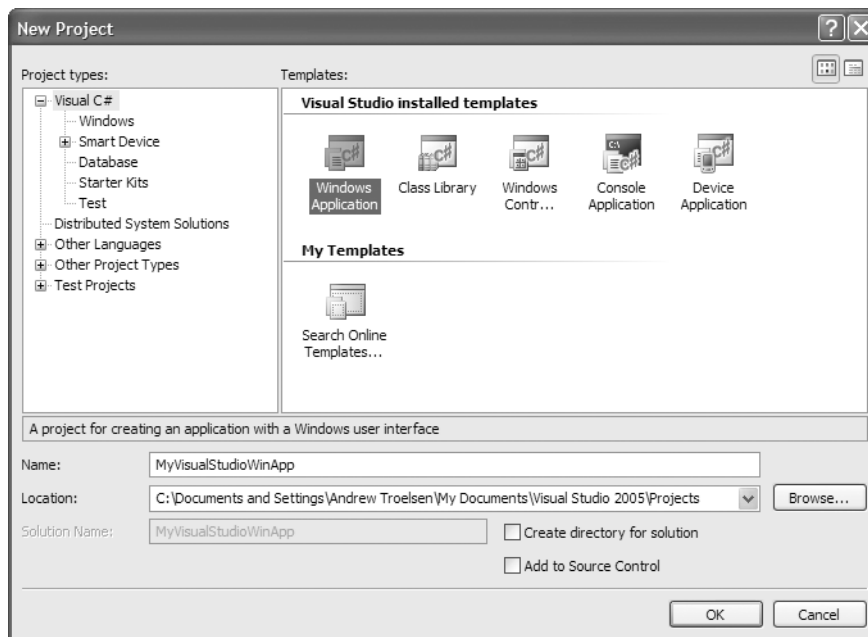 New Project
Project types:
Templates:
Visual C#
Windows
Smart Device
Database
Starter Kits
Test
Distributed System Solutions
Other Languages
Other Project Types
Test Projects
Visual Studio installed templates
Windows
Application
Class Library
Windows
Contr...
Console
Application
Device
Application
My Templates
Search Online
Templates...
A project for creating an application with a Windows user interface
Name:
MyVisualStudioWinApp
Location:
C:\Documents and Settings\Andrew Troelsen\My Documents\Visual Studio 2005\Projects
Browse...
Solution Name:
MyVisualStudioWinApp
Create directory for solution
Add to Source Control
OK
Cancel